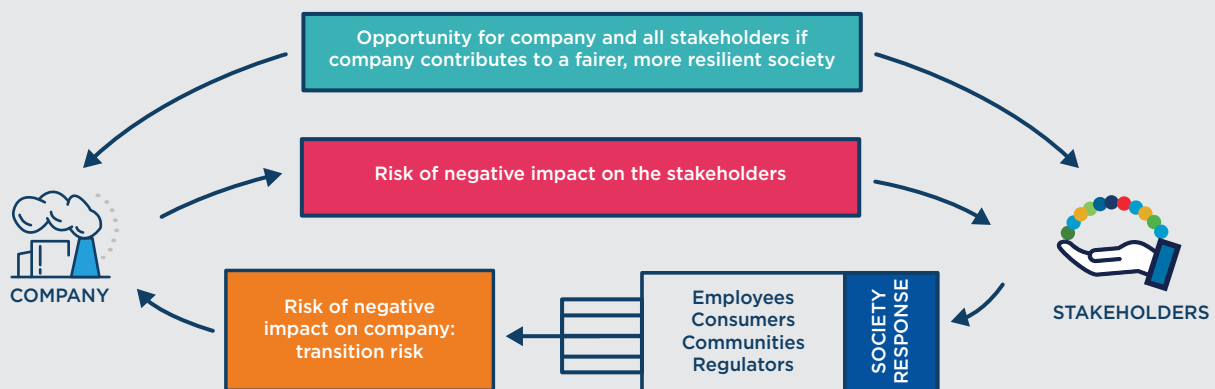 Opportunity for company and all stakeholders if
company contributes to a fairer, more resilient society
Risk of negative impact on the stakeholders
COMPANY
STAKEHOLDERS
Risk of negative
impact on company:
transition risk
Employees
Consumers
Communities
Regulators
SOCIETY
RESPONSE